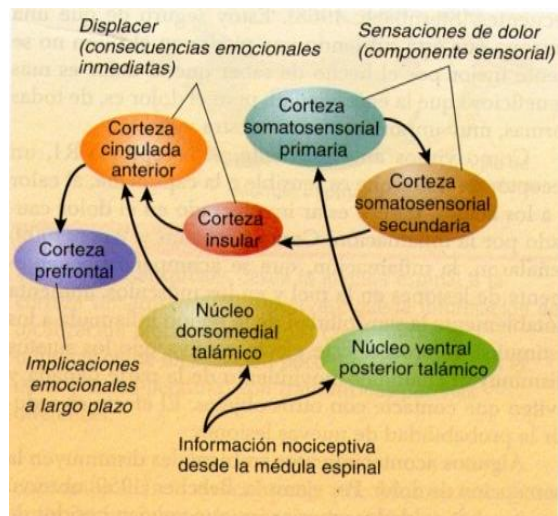 Displacer
(consecuencias emocionales
inmediatas)
Sensaciones de dolor
(componente sensorial)
Corteza
cingulada
anterior
Corteza
somatosensorial
primaria
Corteza
somatosensorial
secundaria
Corteza
insular
Corteza
prefrontal
Núcleo
dorsomedial
talámico
Núcleo ventral
posterior talámico
Implicaciones
emocionales
a largo plazo
Información nociceptiva
desde la médula espinal